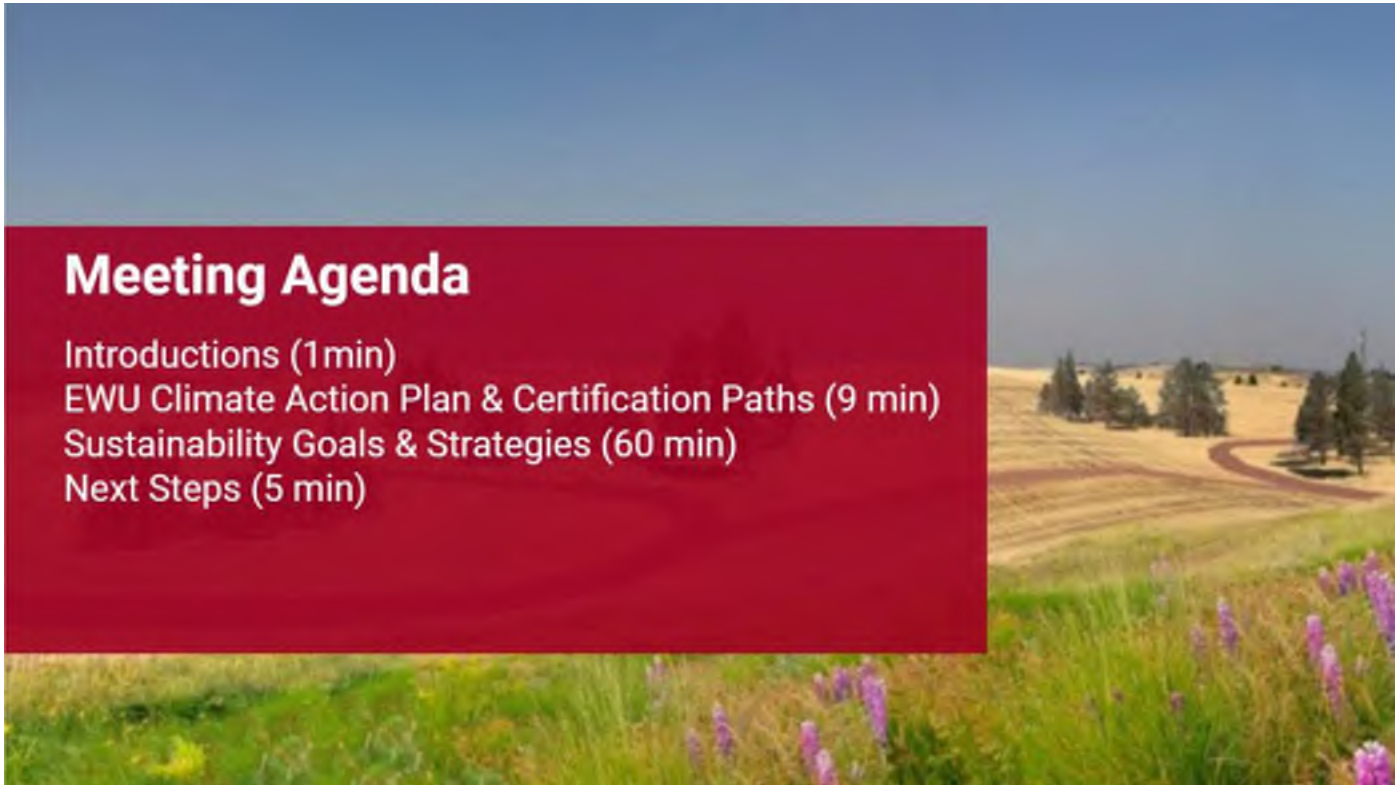 Meeting Agenda
Introductions (1min)
EWU Climate Action Plan & Certification Paths (9 min)
Sustainability Goals & Strategies (60 min)
Next Steps (5 min)